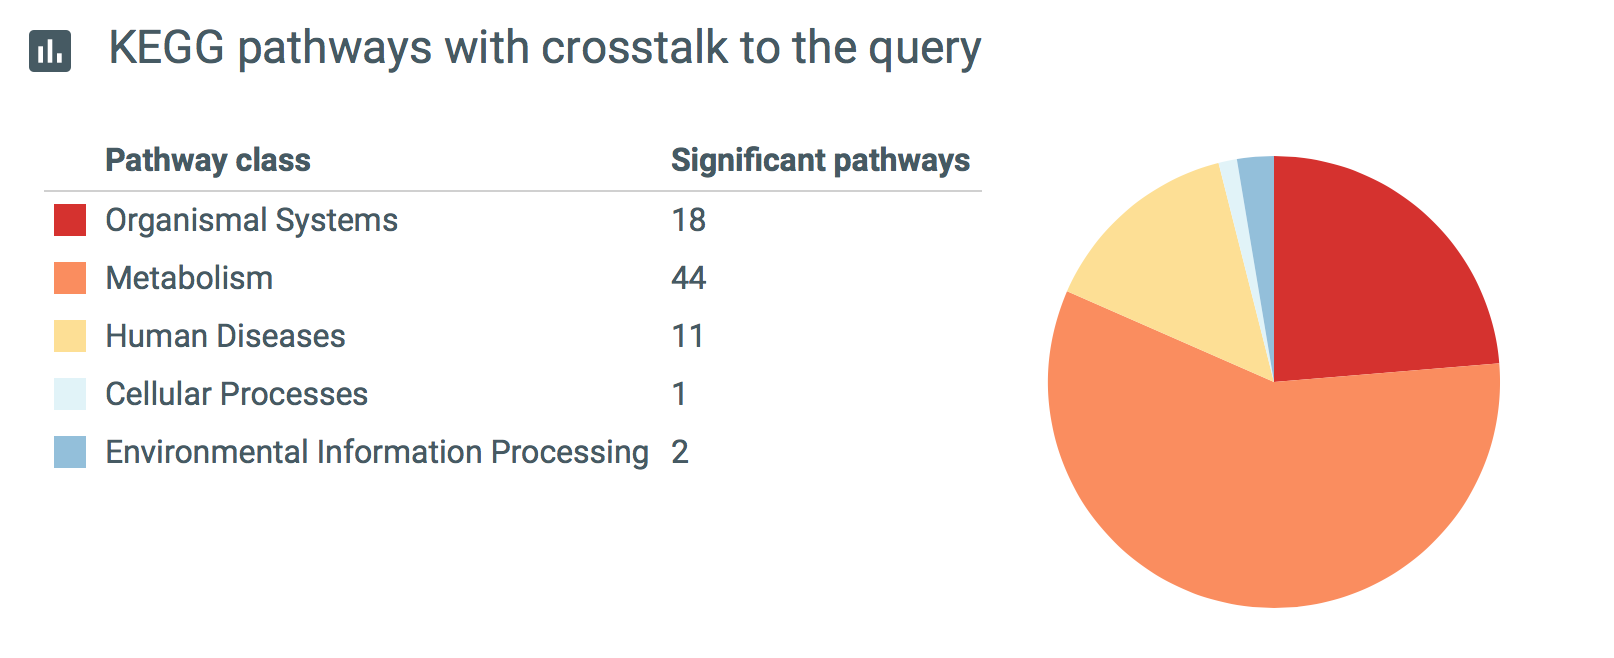 KEGG pathways with crosstalk to the query
Pathway class Significant pathways
Organismal Systems 18
Metabolism 44
Human Diseases 11
Cellular Processes 1
Environmental Information Processing 2